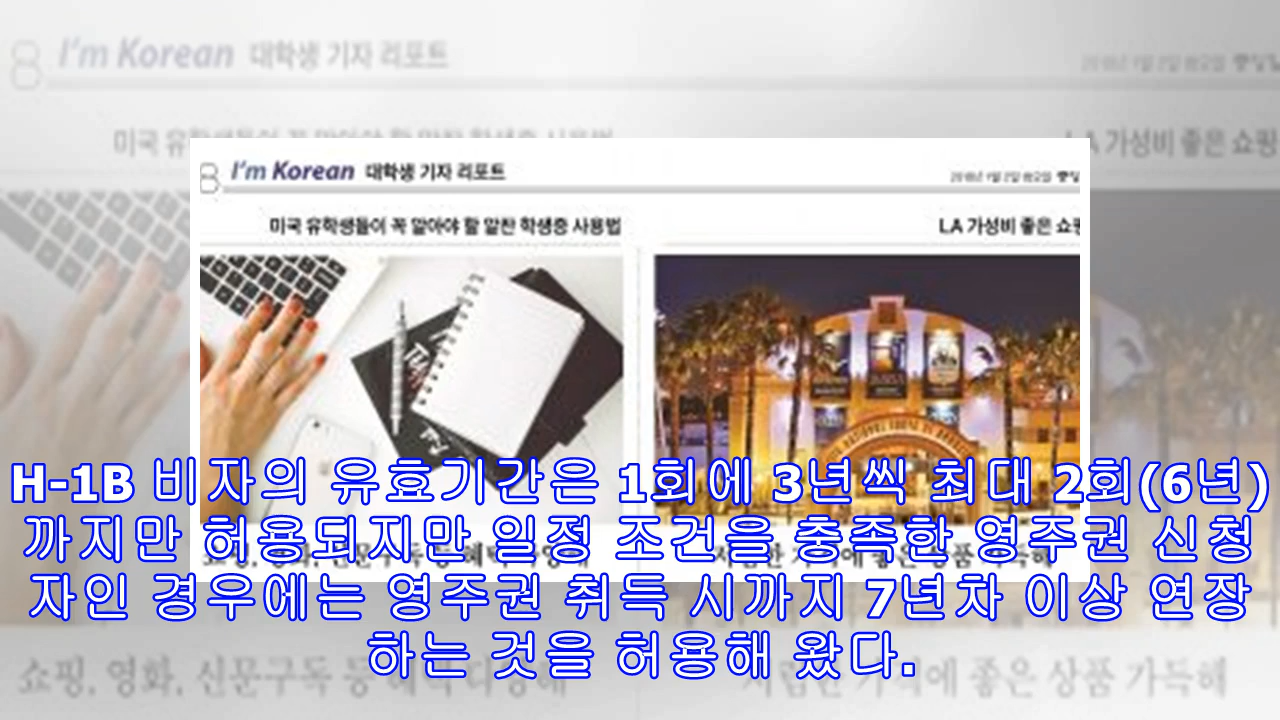 I'm Korean 대학생 기자 리포트
미국 유학생들이 꼭 알아야 할 알짠 학생증 사용법
LA 가성비 좋은 쇼핑
H-1B 비자의 유효기간은 1회에 3년씩 최대 2회(6년)
까지만 허용되지만 일정 조건을 충족한 영주권 신청
자인 경우에는 영주권 취득 시까지 7년차 이상 연장
하는 것을 허용해 왔다.
쇼핑, 영화, 신문구독 등
가격에 좋은 상품 가득해